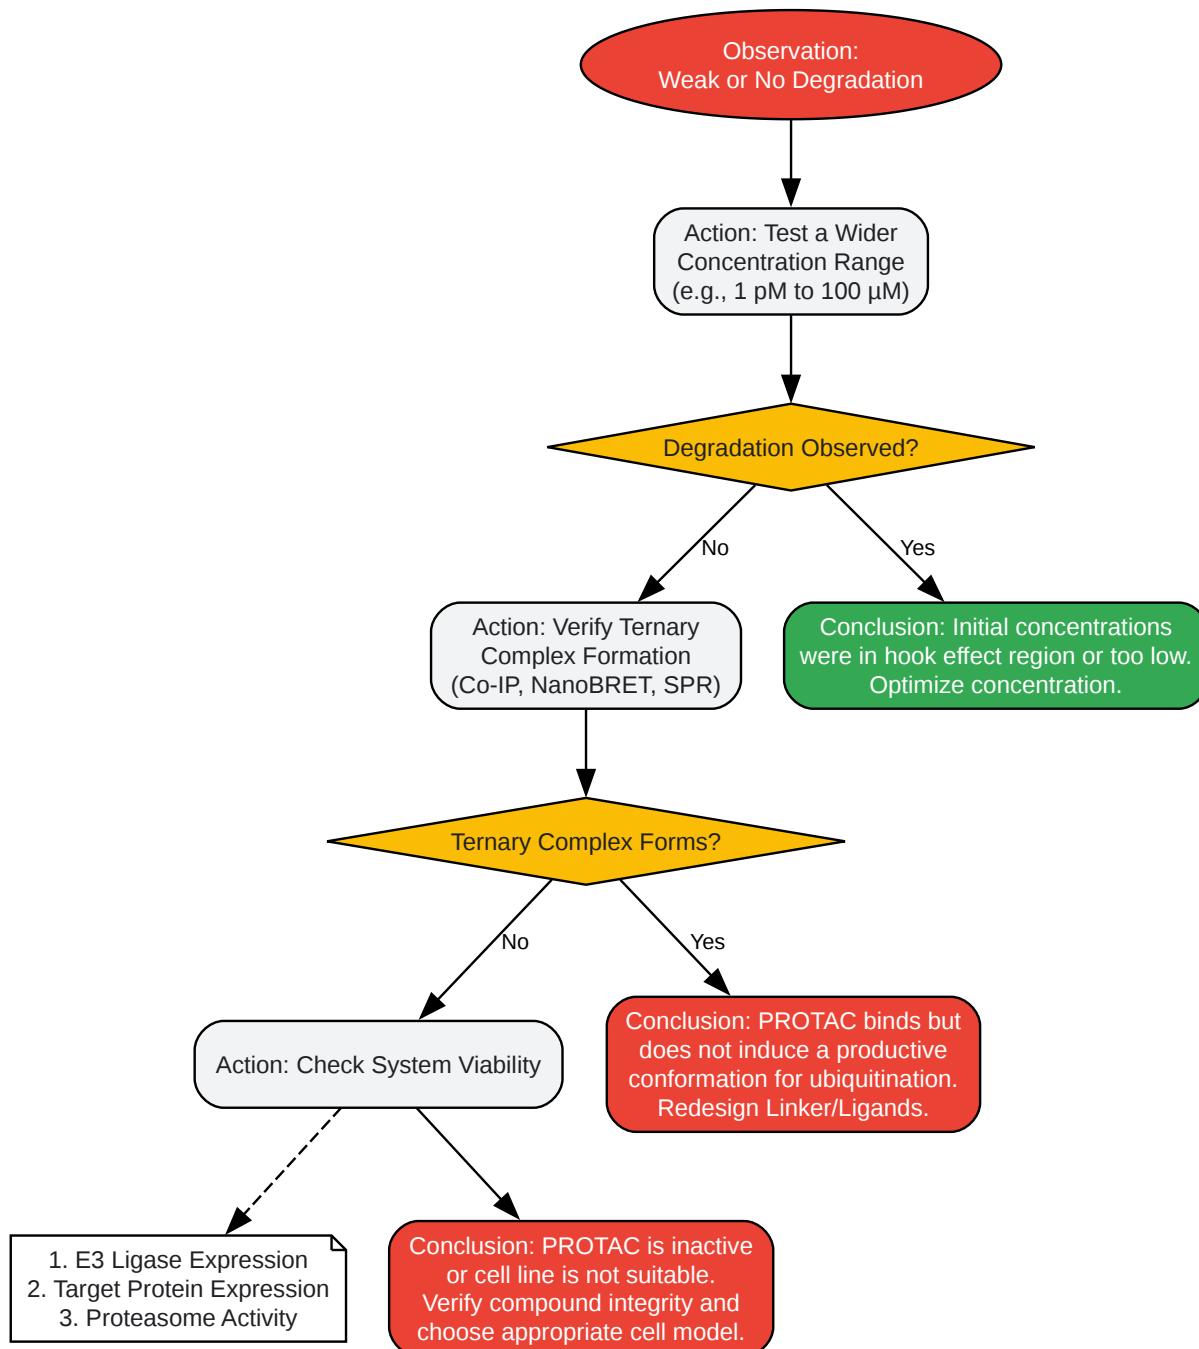 Observation:
Weak or No Degradation
Action: Test a Wider
Concentration Range
(e.g., 1 pM to 100 µM)
Degradation Observed?
No
Yes
Action: Verify Ternary
Complex Formation
(Co-IP, NanoBRET, SPR)
Conclusion: Initial concentrations
were in hook effect region or too low.
Optimize concentration.
Ternary Complex Forms?
No
Yes
Action: Check System Viability
Conclusion: PROTAC binds but
does not induce a productive
conformation for ubiquitination.
Redesign Linker/Ligands.
1. E3 Ligase Expression
2. Target Protein Expression
3. Proteasome Activity
Conclusion: PROTAC is inactive
or cell line is not suitable.
Verify compound integrity and
choose appropriate cell model.